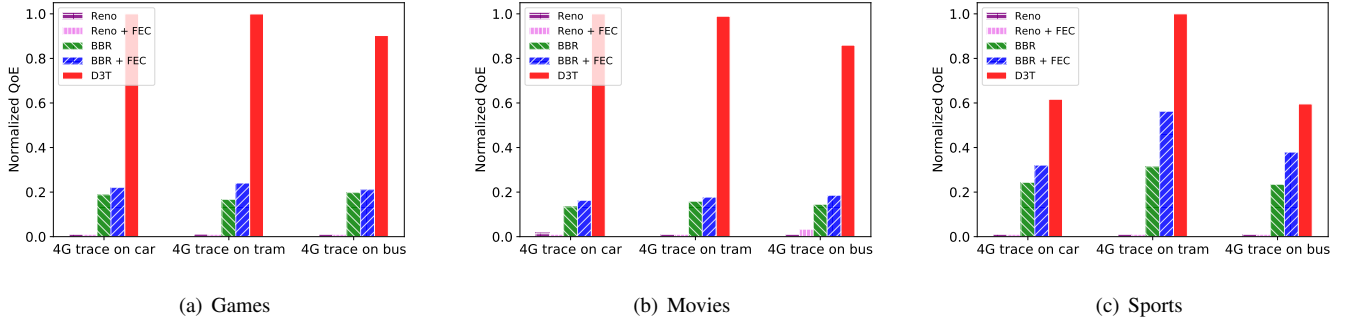 1.0
0.8
0.6
0.4
0.2
0.0
Normalized QoE
Reno
Reno + FEC
BBR
BBR + FEC
D3T
4G trace on car 4G trace on tram 4G trace on bus
(a) Games
1.0
0.8
0.6
0.4
0.2
0.0
Normalized QoE
Reno
Reno + FEC
BBR
BBR + FEC
D3T
4G trace on car 4G trace on tram 4G trace on bus
(b) Movies
1.0
0.8
0.6
0.4
0.2
0.0
Normalized QoE
Reno
Reno + FEC
BBR
BBR + FEC
D3T
4G trace on car 4G trace on tram 4G trace on bus
(c) Sports